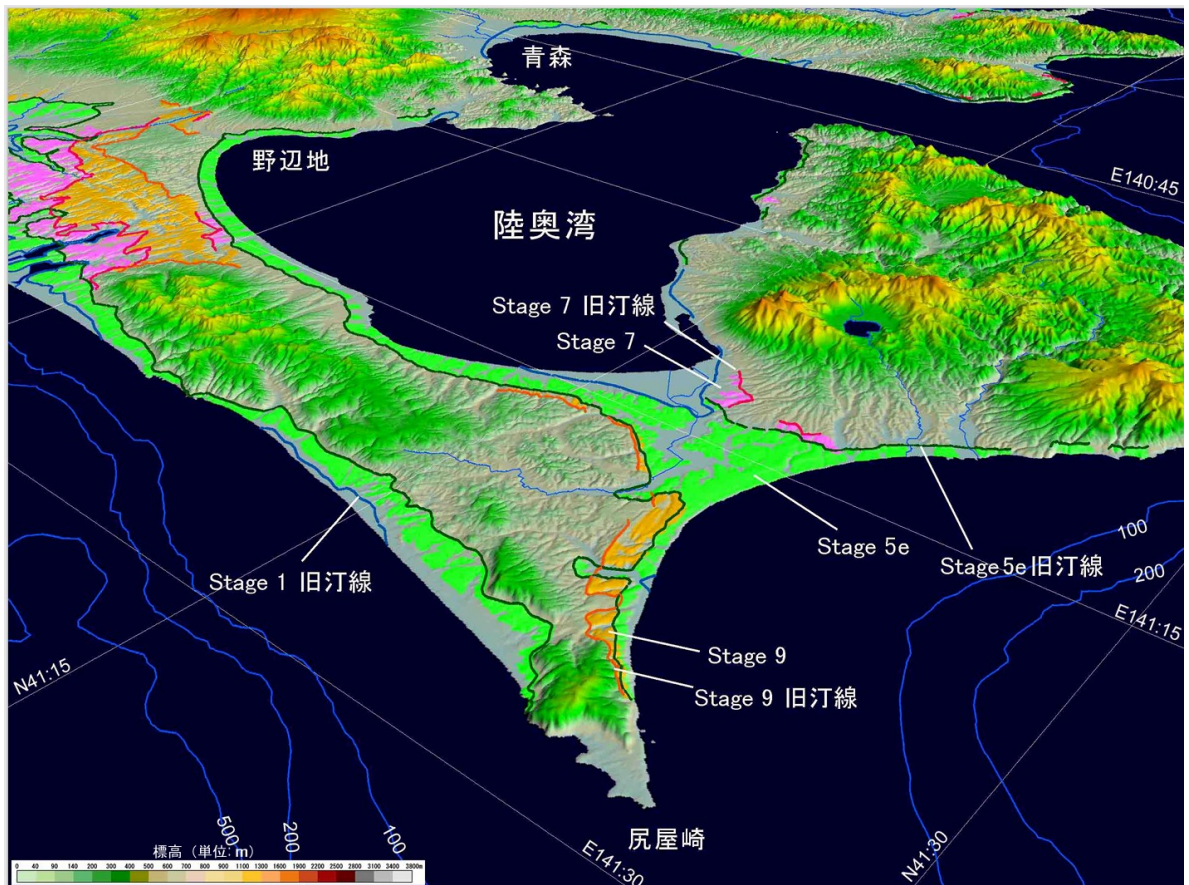 青森
野辺地
E140:45
陸奥湾
Stage 7 旧汀線
Stage 7
100
Stage 5e
Stage 5e 旧汀線
200
Stage 1 旧汀線
E141:15
Stage 9
N41:15
Stage 9 旧汀線
尻屋崎
500
200
100
E141:30
N41:30
標高（単位: m）
0 40 90 140 200 300 400 500 600 700 800 900 1100 1300 1600 1900 2200 2500 2800 3100 3400 3800m